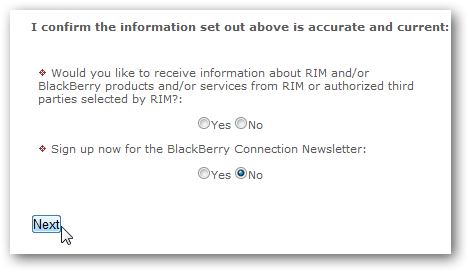 I confirm the information set out above is accurate and current:
Would you like to receive information about RIM and/or
BlackBerry products and/or services from RIM or authorized third
parties selected by RIM?:
Yes No
Sign up now for the BlackBerry Connection Newsletter:
Yes No
Next